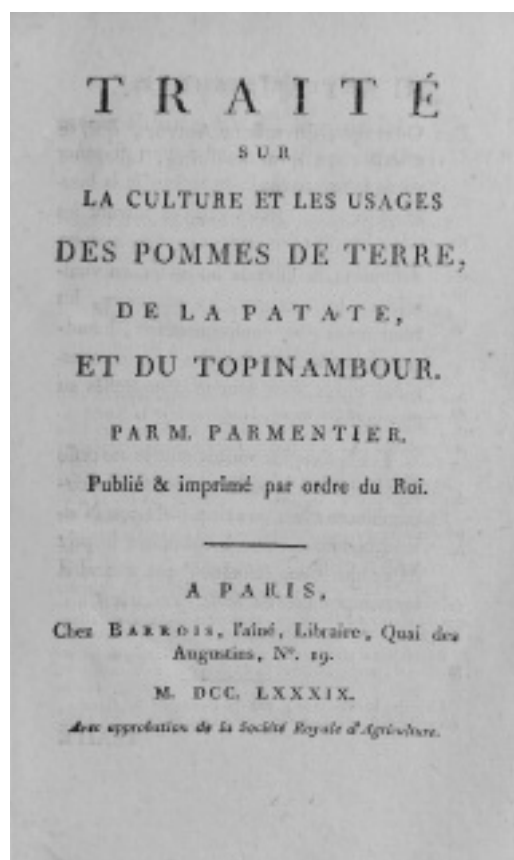 TRAITÉ
SUR
LA CULTURE ET LES USAGES
DES POMMES DE TERRE,
DE LA PATATE,
ET DU TOPINAMBOUR.
PAR M. PARMENTIER.
Publié & imprimé par ordre du Roi.
A PARIS,
Chez BARROIS, l'aîné, Libraire, Quai des
Augustins, N°. 19.
M. DCC. LXXXIX.
Avec approbation de la Société Royale d'Agriculture.